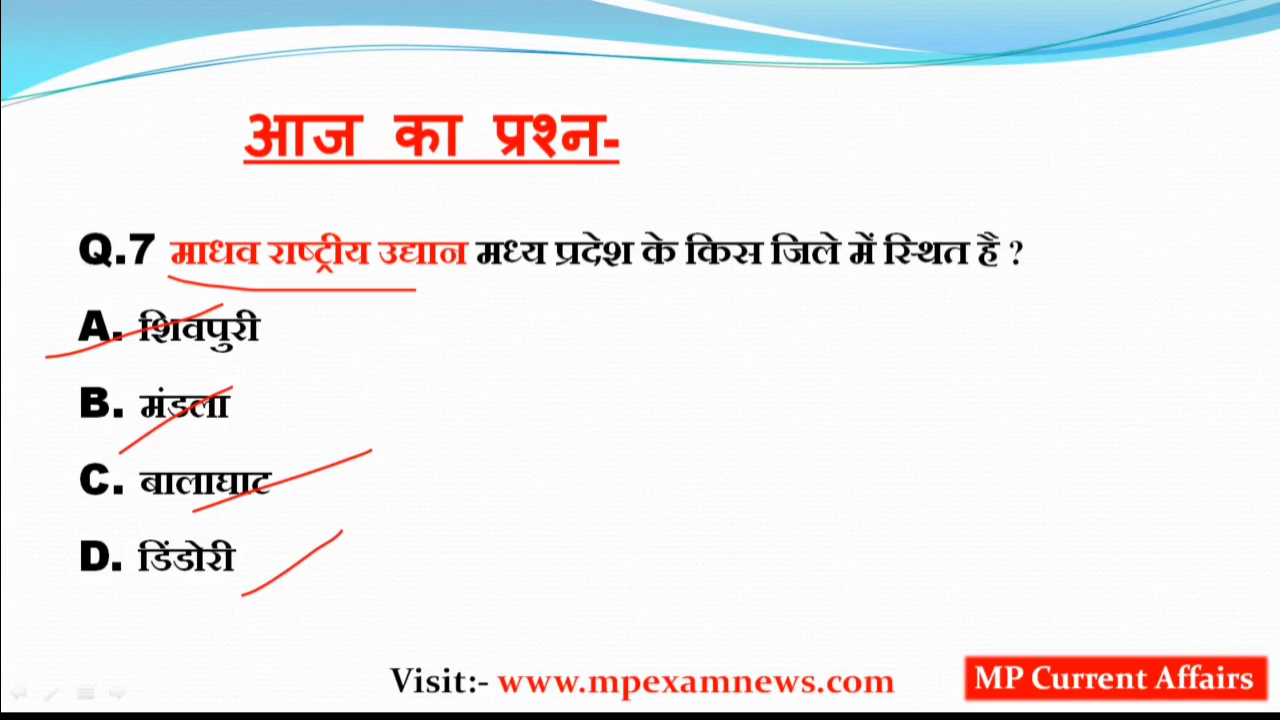 आज का प्रश्न-
Q.7 माधव राष्ट्रीय उद्यान मध्य प्रदेश के किस जिले में स्थित है ?
A. शिवपुरी
B. मंडला
C. बालाघाट
D. डिंडोरी
Visit:- www.mpexamnews.com
MP Current Affairs